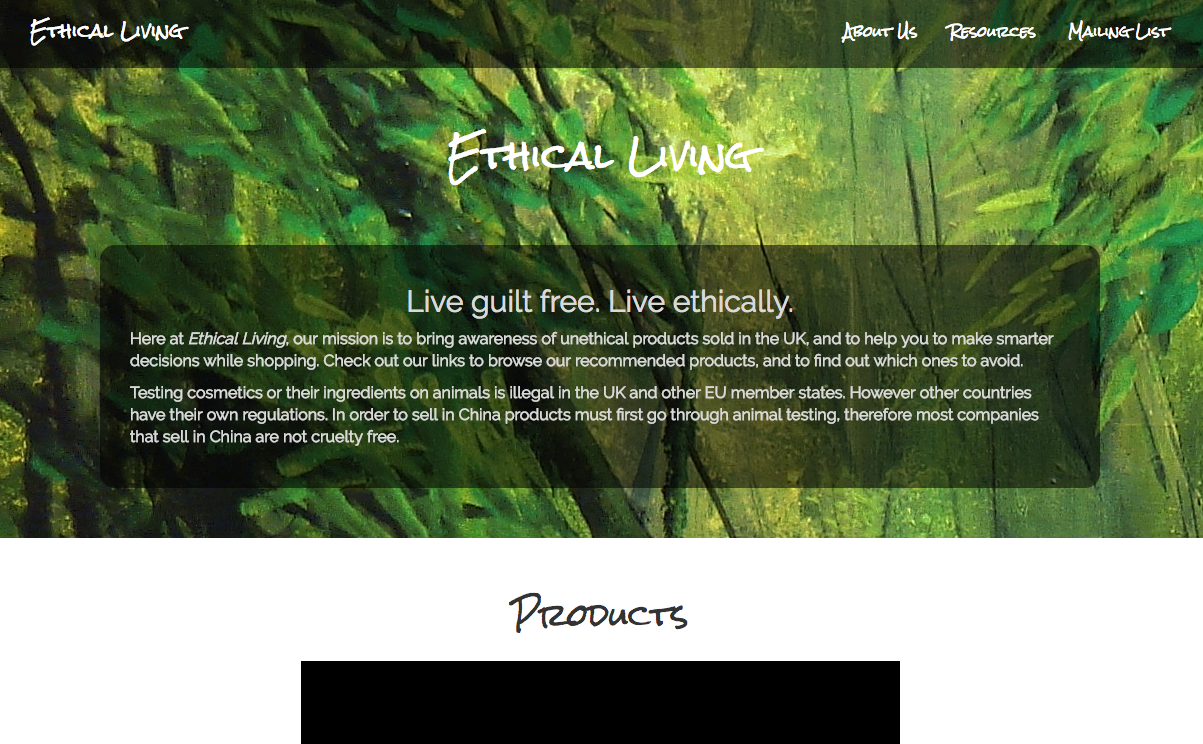 Ethical Living
About Us
Resources
Mailing List
Ethical Living
Live guilt free. Live ethically.
Here at Ethical Living, our mission is to bring awareness of unethical products sold in the UK, and to help you to make smarter
decisions while shopping. Check out our links to browse our recommended products, and to find out which ones to avoid.
Testing cosmetics or their ingredients on animals is illegal in the UK and other EU member states. However other countries
have their own regulations. In order to sell in China products must first go through animal testing, therefore most companies
that sell in China are not cruelty free.
Products